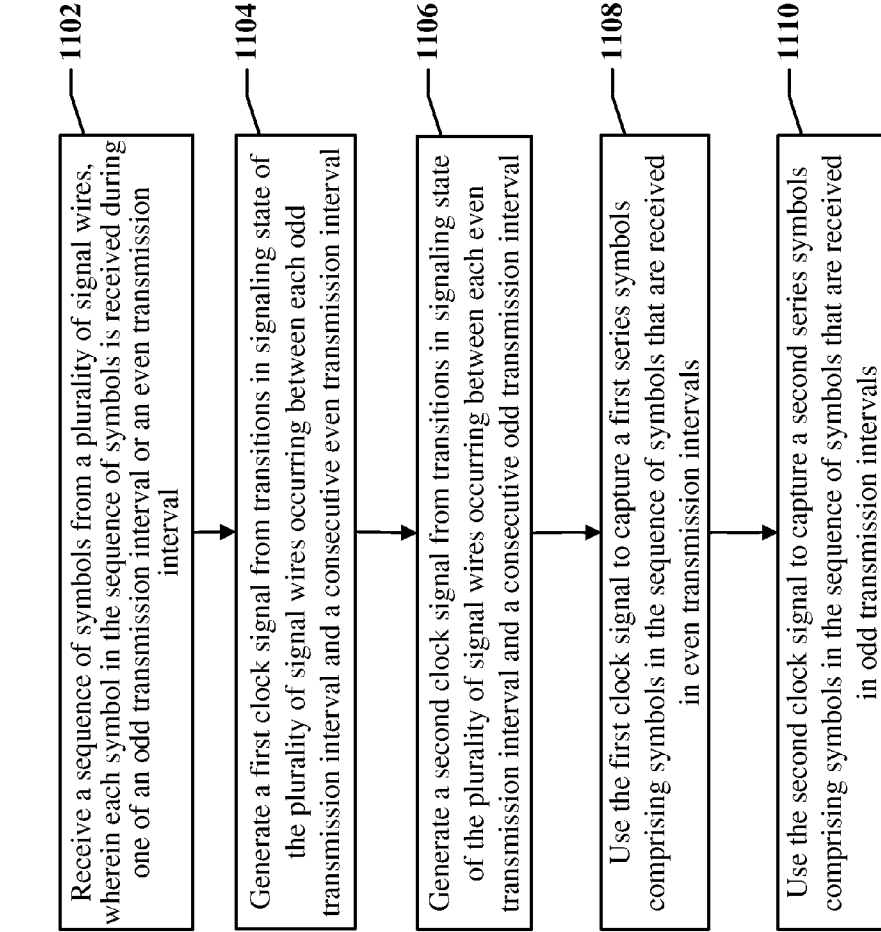 1102
Receive a sequence of symbols from a plurality of signal wires,
wherein each symbol in the sequence of symbols is received during
one of an odd transmission interval or an even transmission
interval
1104
Generate a first clock signal from transitions in signaling state of
the plurality of signal wires occurring between each odd
transmission interval and a consecutive even transmission interval
1106
Generate a second clock signal from transitions in signaling state
of the plurality of signal wires occurring between each even
transmission interval and a consecutive odd transmission interval
1108
Use the first clock signal to capture a first series symbols
comprising symbols in the sequence of symbols that are received
in even transmission intervals
1110
Use the second clock signal to capture a second series symbols
comprising symbols in the sequence of symbols that are received
in odd transmission intervals